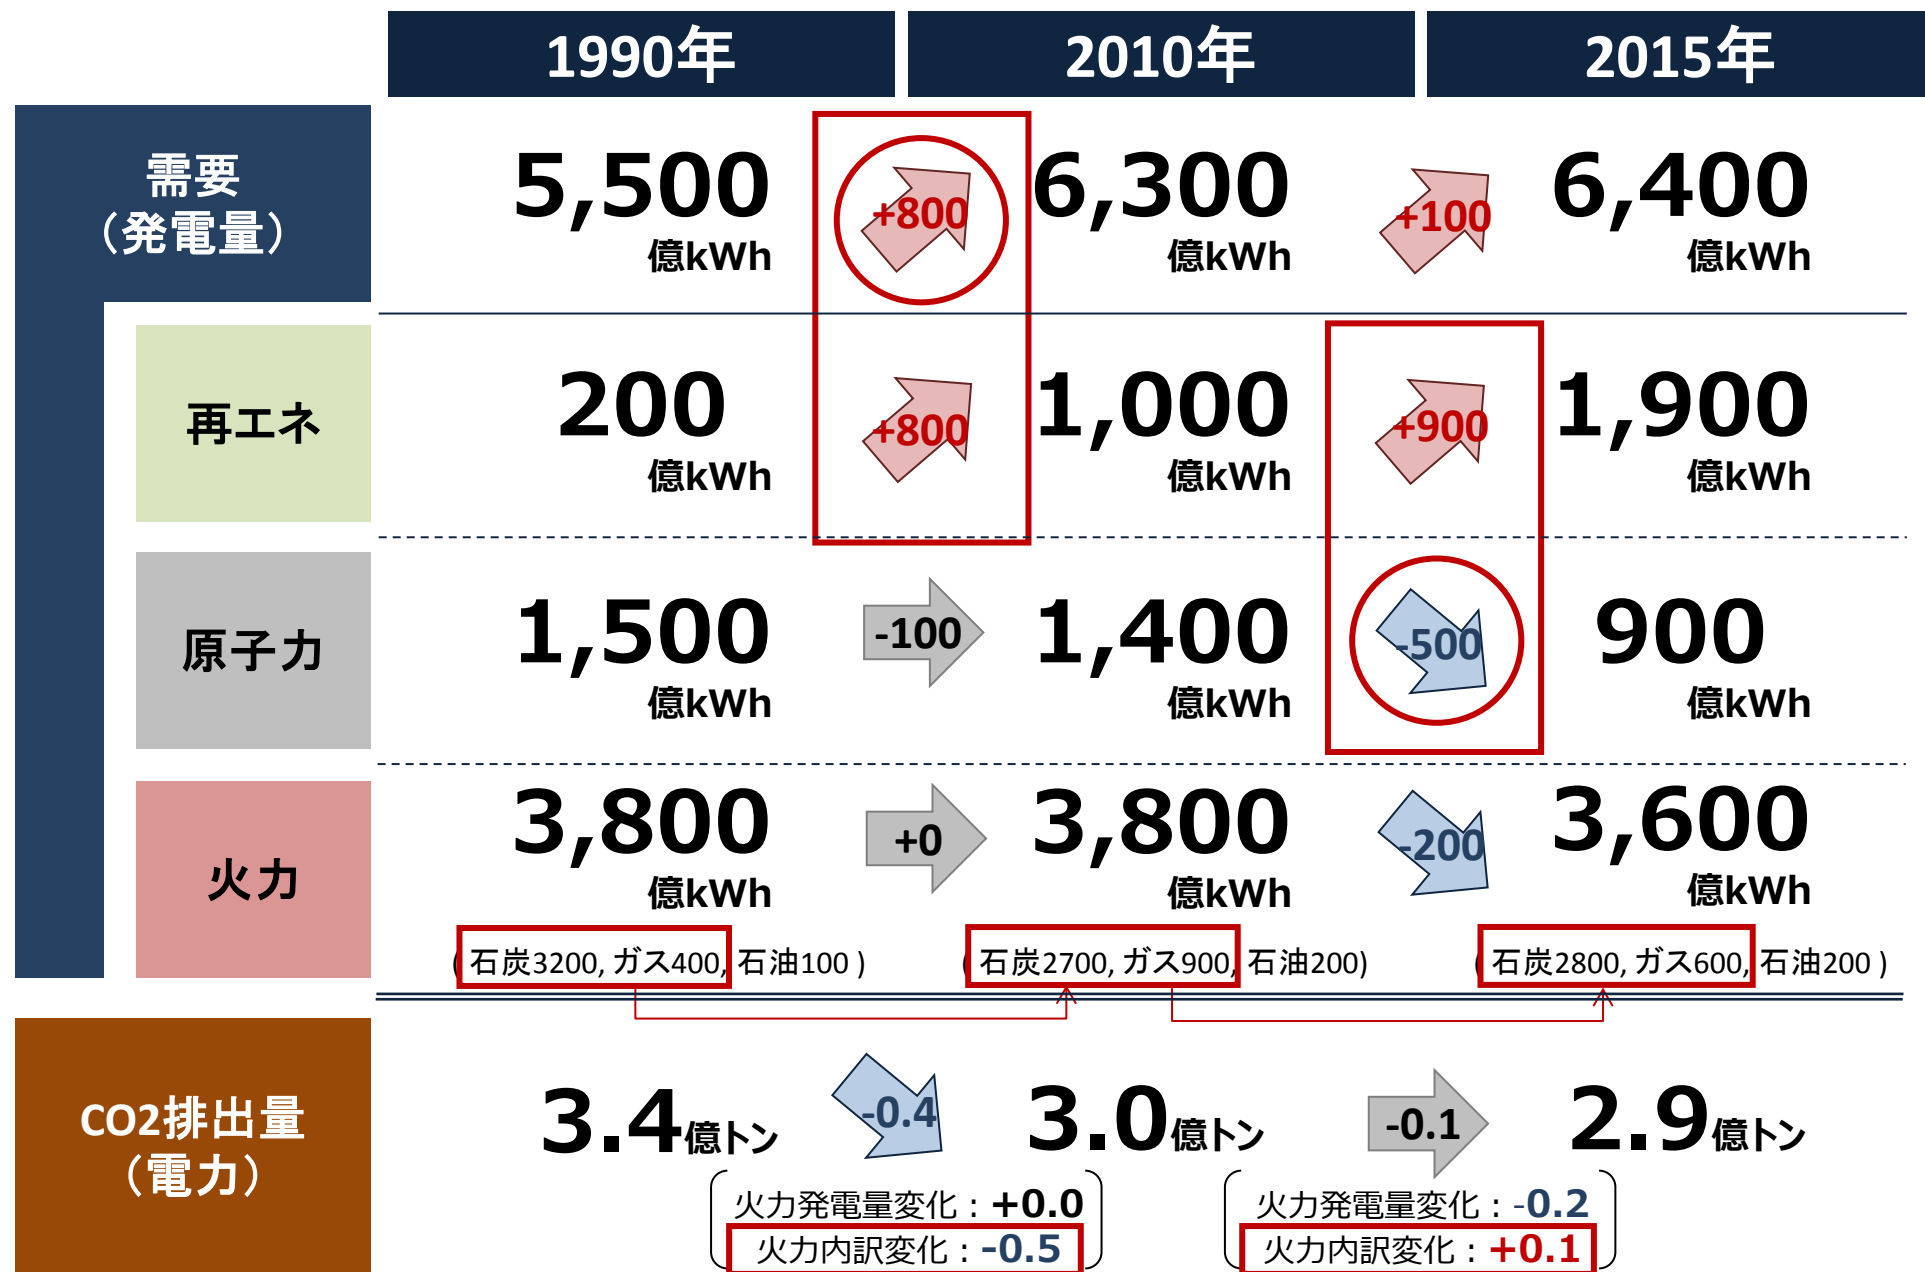 1990年
2010年
2015年
需要
（発電量）
5,500
億kWh
+800
6,300
億kWh
+100
6,400
億kWh
再エネ
200
億kWh
+800
1,000
億kWh
+900
1,900
億kWh
原子力
1,500
億kWh
-100
1,400
億kWh
-500
900
億kWh
火力
3,800
億kWh
+0
3,800
億kWh
-200
3,600
億kWh
( 石炭3200, ガス400, 石油100 )
( 石炭2700, ガス900, 石油200)
( 石炭2800, ガス600, 石油200 )
CO2排出量
（電力）
3.4億トン
-0.4
3.0億トン
-0.1
2.9億トン
火力発電量変化：+0.0
火力内訳変化：-0.5
火力発電量変化：-0.2
火力内訳変化：+0.1